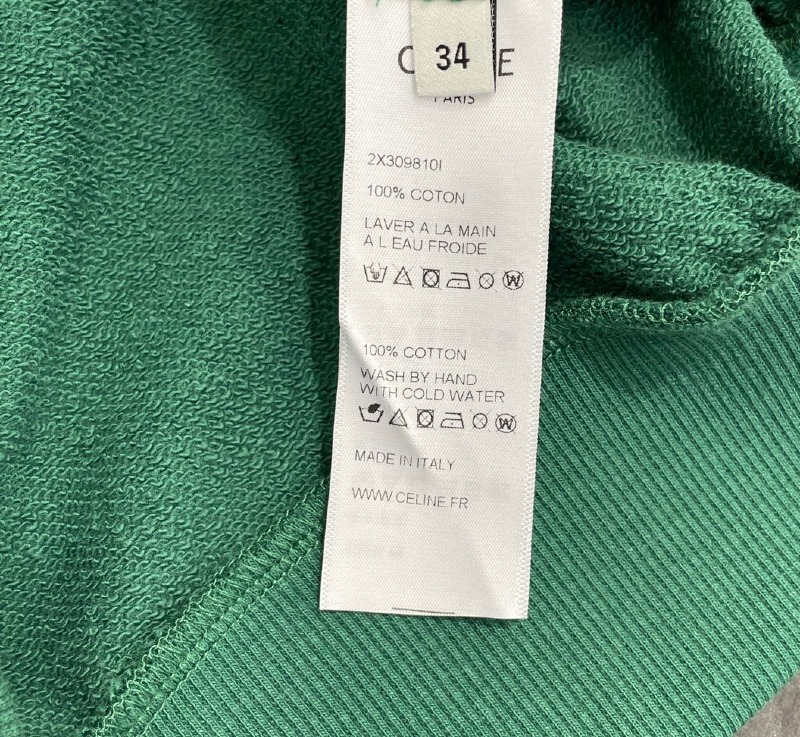 34
C E
PARIS
2X309810I
100% COTON
LAVER A LA MAIN
A L EAU FROIDE
W
100% COTTON
WASH BY HAND
WITH COLD WATER
W
MADE IN ITALY
WWW.CELINE.FR